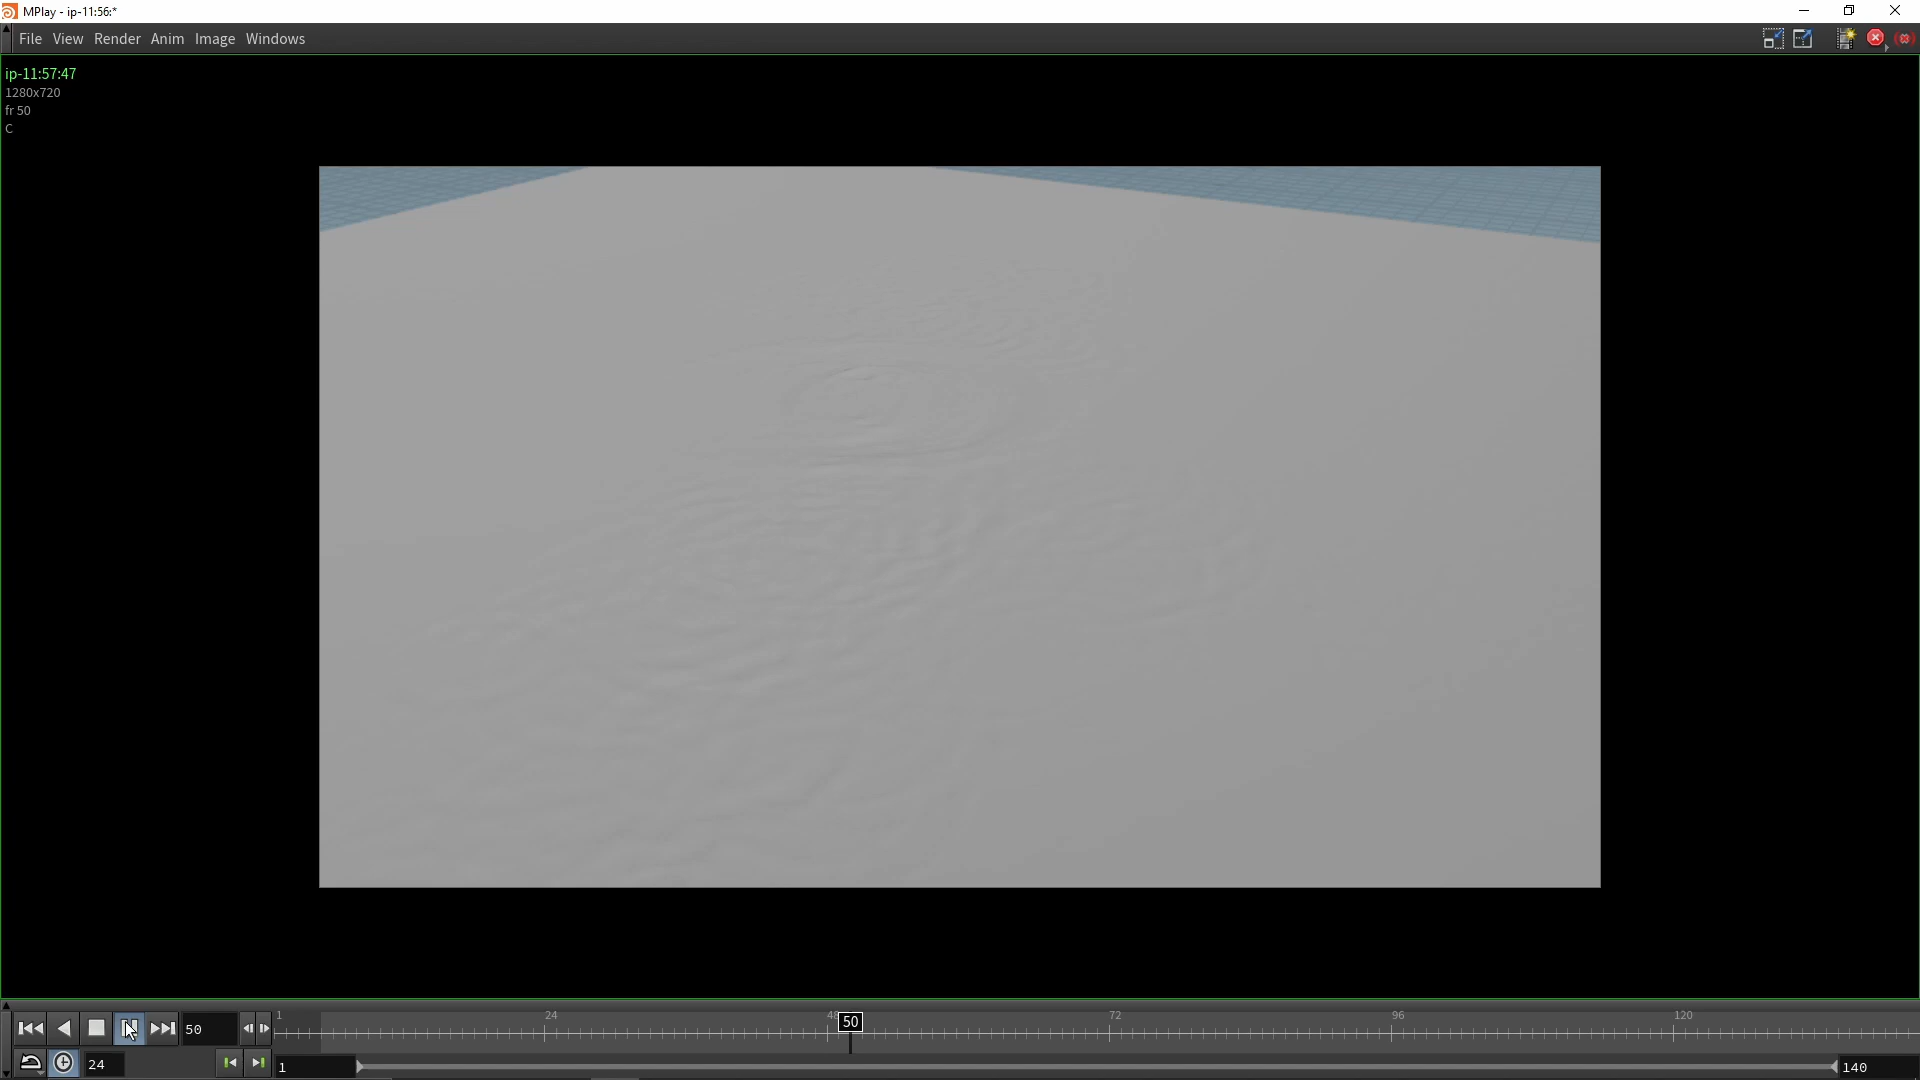 MPlay - ip-11:56:*
File View Render Anim Image Windows
ip-11:57:47
1280x720
fr 50
C
50 1 24 48 50 72 96 120
24 1 140